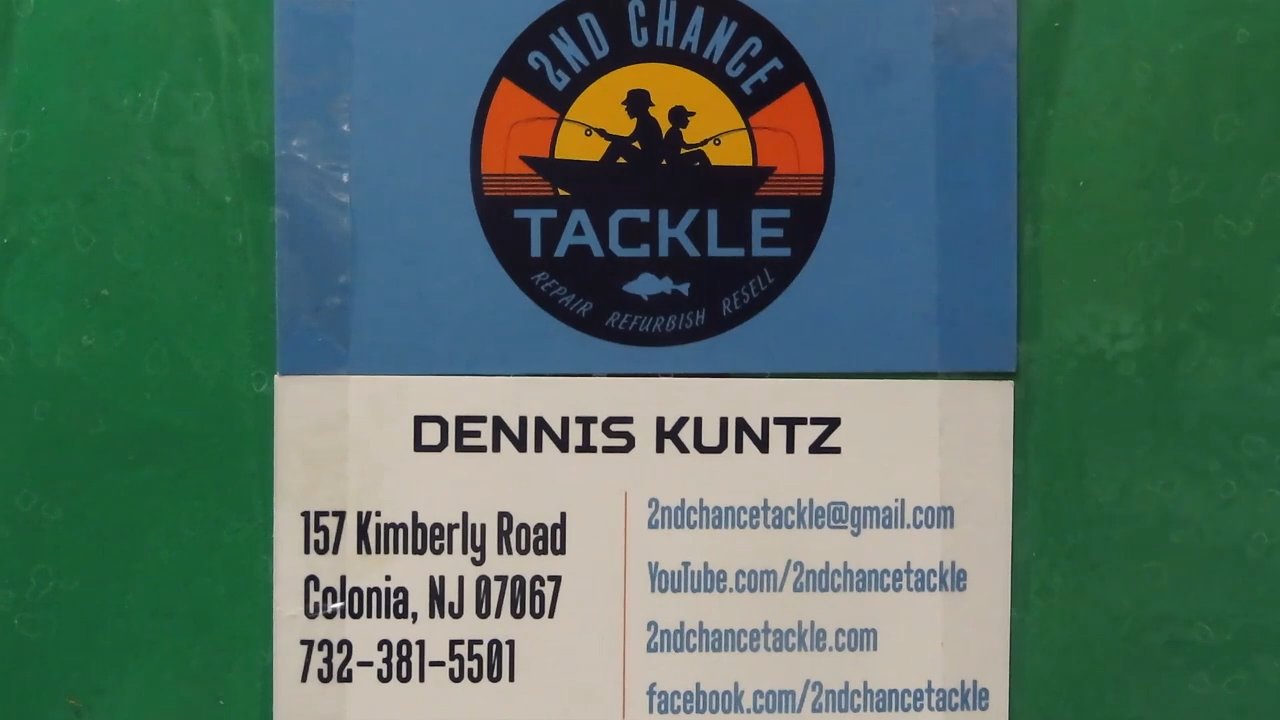 2ND CHANCE
TACKLE
REPAIR REFURBISH RESELL
DENNIS KUNTZ
157 Kimberly Road
Colonia, NJ 07067
732-381-5501
2ndchancetackle@gmail.com
YouTube.com/2ndchancetackle
2ndchancetackle.com
facebook.com/2ndchancetackle